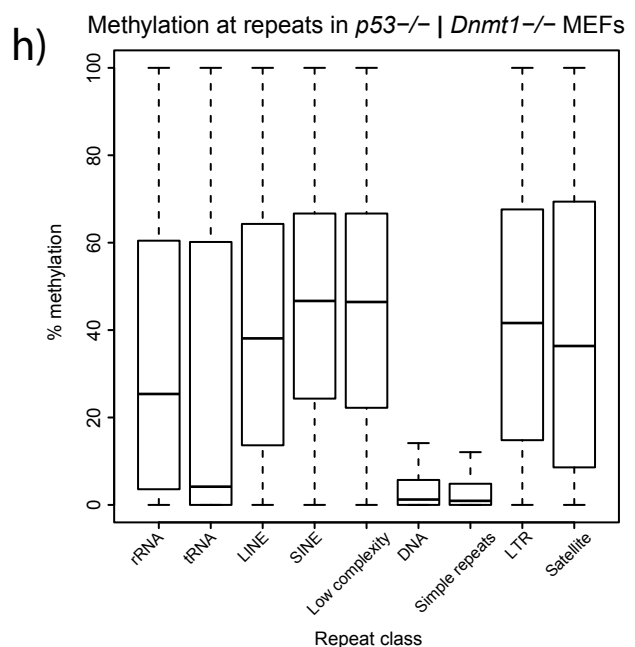 h)
Methylation at repeats in p53−/− | Dnmt1−/− MEFs
% methylation
100
80
60
40
20
0
rRNA
tRNA
LINE
SINE
Low complexity
DNA
Simple repeats
LTR
Satellite
Repeat class